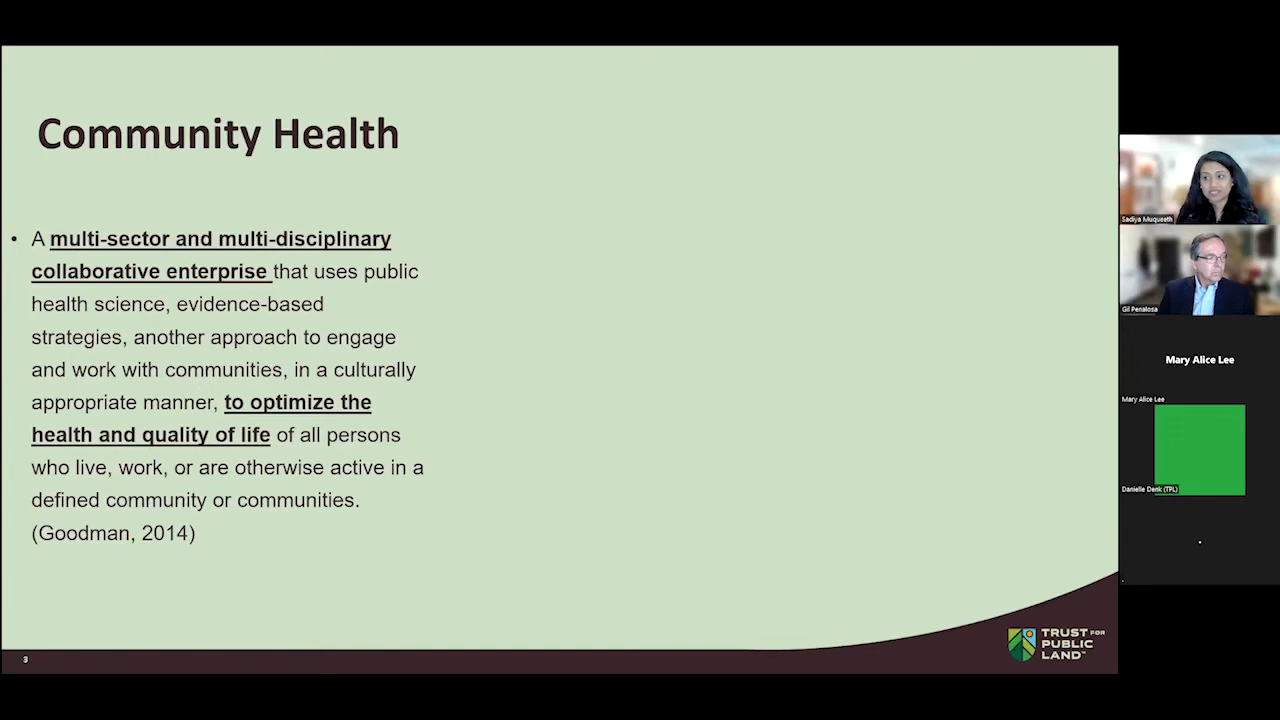 Community Health
• A multi-sector and multi-disciplinary
collaborative enterprise that uses public
health science, evidence-based
strategies, another approach to engage
and work with communities, in a culturally
appropriate manner, to optimize the
health and quality of life of all persons
who live, work, or are otherwise active in a
defined community or communities.
(Goodman, 2014)
3
TRUST FOR
PUBLIC
LAND™
Sadiya Muqueeth
Gil Penalosa
Mary Alice Lee
Mary Alice Lee
Danielle Denk (TPL)